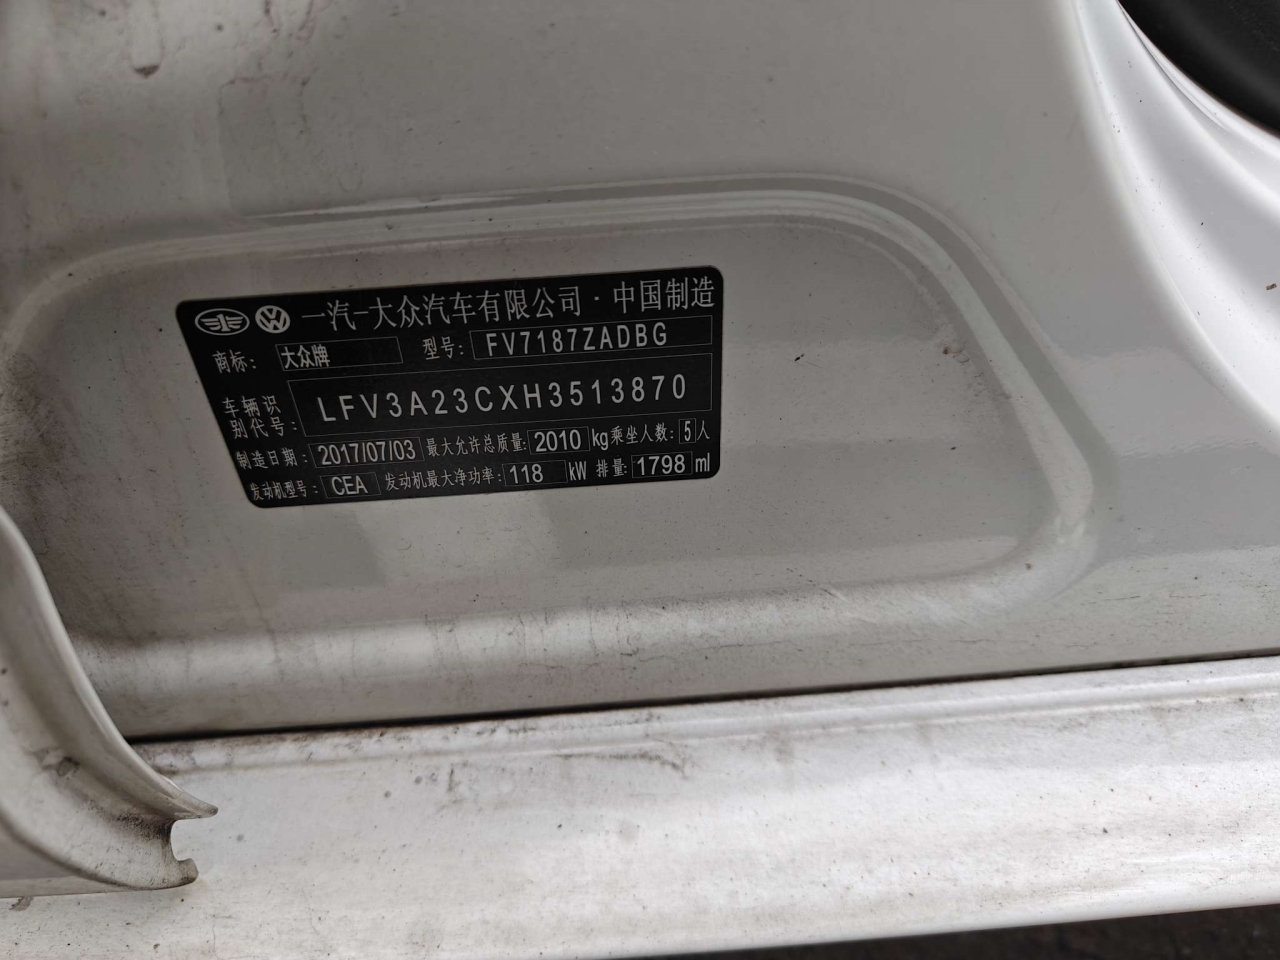 一汽-大众汽车有限公司·中国制造
商标: 大众牌 型号: FV7187ZADBG
车辆识别代号: LFV3A23CXH3513870
制造日期: 2017/07/03 最大允许总质量: 2010 kg 乘坐人数: 5 人
发动机型号: CEA 发动机最大净功率: 118 kW 排量: 1798 ml